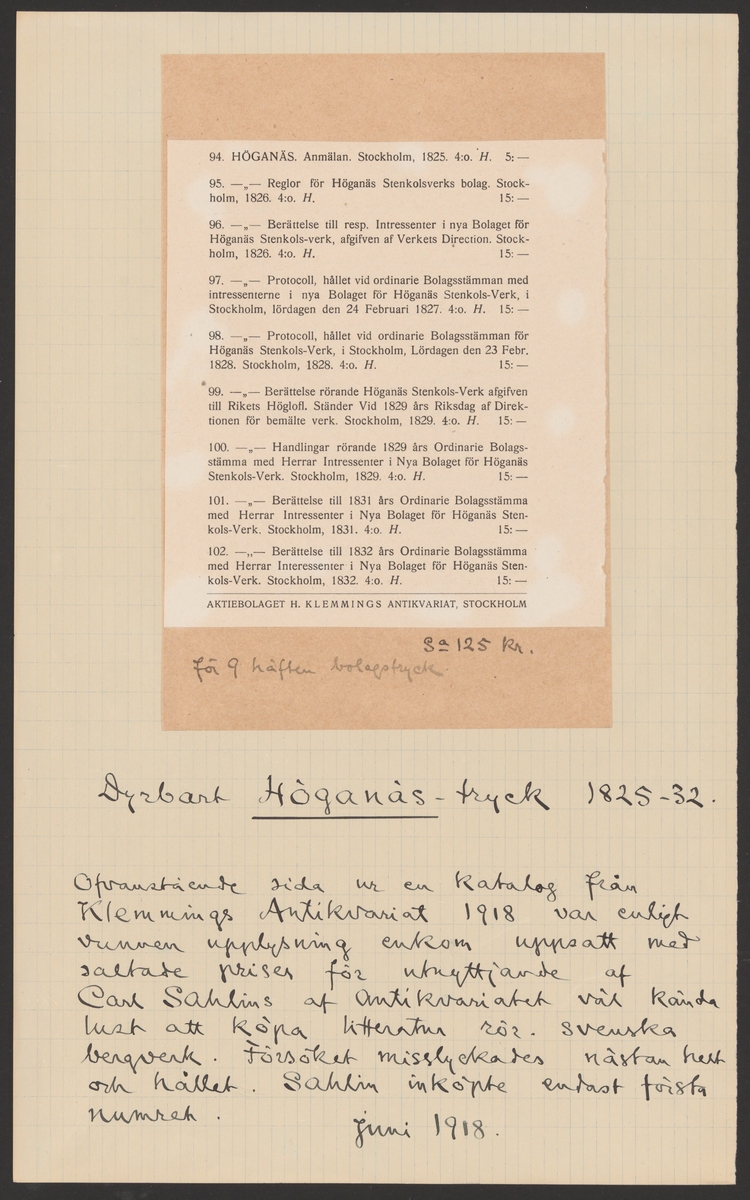 94. HÖGANÄS. Anmälan. Stockholm, 1825. 4:o. H. 5: —
95. —„— Reglor för Höganäs Stenkolsverks bolag. Stock-
holm, 1826. 4:o. H. 15: —
96. —„— Berättelse till resp. Intressenter i nya Bolaget för
Höganäs Stenkols-verk, afgifven af Verkets Direction. Stock-
holm, 1826. 4:o. H. 15: —
97. —„— Protocoll, hållet vid ordinarie Bolagsstämman med
intressenterne i nya Bolaget för Höganäs Stenkols-Verk, i
Stockholm, lördagen den 24 Februari 1827. 4:o. H. 15: —
98. —„— Protocoll, hållet vid ordinarie Bolagsstämman för
Höganäs Stenkols-Verk, i Stockholm, Lördagen den 23 Febr.
1828. Stockholm, 1828. 4:o. H. 15: —
99. —„— Berättelse rörande Höganäs Stenkols-Verk afgifven
till Rikets Höglofl. Ständer Vid 1829 års Riksdag af Direk-
tionen för bemälte verk. Stockholm, 1829. 4:o. H. 15: —
100. —„— Handlingar rörande 1829 års Ordinarie Bolags-
stämma med Herrar Intressenter i Nya Bolaget för Höganäs
Stenkols-Verk. Stockholm, 1829. 4:o. H. 15: —
101. —„— Berättelse till 1831 års Ordinarie Bolagsstämma
med Herrar Intressenter i Nya Bolaget för Höganäs Sten-
kols-Verk. Stockholm, 1831. 4:o. H. 15: —
102. —„— Berättelse till 1832 års Ordinarie Bolagsstämma
med Herrar Interessenter i Nya Bolaget för Höganäs Sten-
kols-Verk. Stockholm, 1832. 4:o. H. 15: —
AKTIEBOLAGET H. KLEMMINGS ANTIKVARIAT, STOCKHOLM
Sa 125 kr.
för 9 häften bolagstryck.
Dyrbart Höganäs-tryck 1825-32.
Ofvanstående sida ur en katalog från
Klemmings Antikvariat 1918 var enligt
vunnen upplysning enkom uppsatt med
saltade priser för utnyttjande af
Carl Sahlins af Antikvariatet väl kända
lust att köpa litteratur rör. svenska
bergverk. Försöket misslyckades nästan helt
och hållet. Sahlin inköpte endast första
numret.
Juni 1918.